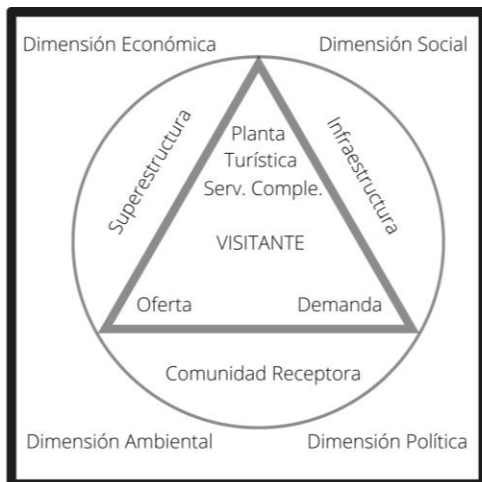 Dimensión Económica
Dimensión Social
Superestructura
Infraestructura
Planta
Turística
Serv. Comple.
VISITANTE
Oferta
Demanda
Comunidad Receptora
Dimensión Ambiental
Dimensión Política